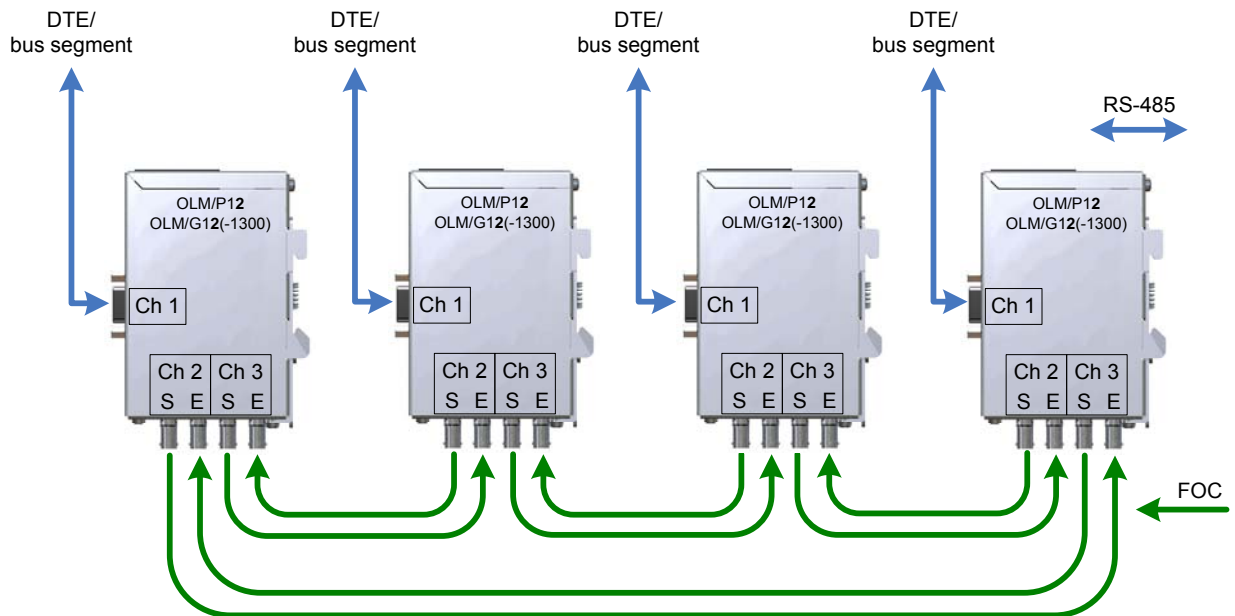 DTE/
bus segment
DTE/
bus segment
DTE/
bus segment
DTE/
bus segment
RS-485
OLM/P12
OLM/G12(-1300)
OLM/P12
OLM/G12(-1300)
OLM/P12
OLM/G12(-1300)
OLM/P12
OLM/G12(-1300)
Ch 1
Ch 1
Ch 1
Ch 1
Ch 2 Ch 3
S E S E
Ch 2 Ch 3
S E S E
Ch 2 Ch 3
S E S E
Ch 2 Ch 3
S E S E
FOC